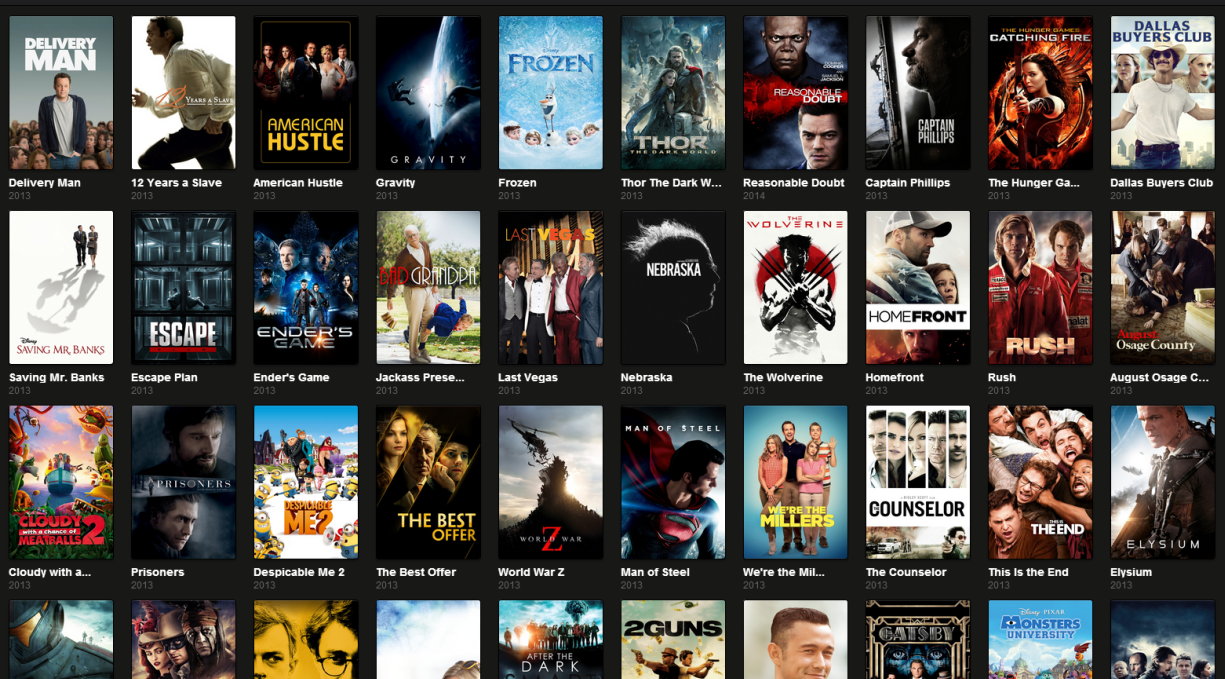 DELIVERY
MAN
12 YEARS A SLAVE
AMERICAN
HUSTLE
GRAVITY
Disney
FROZEN
THOR
THE DARK WORLD
DOMINIC
COOPER
AND
SAMUEL L.
JACKSON
REASONABLE
DOUBT
CAPTAIN
PHILLIPS
THE HUNGER GAMES
CATCHING FIRE
DALLAS
BUYERS CLUB
Delivery Man
2013
12 Years a Slave
2013
American Hustle
2013
Gravity
2013
Frozen
2013
Thor The Dark W...
2013
Reasonable Doubt
2014
Captain Phillips
2013
The Hunger Ga...
2013
Dallas Buyers Club
2013
Disney
SAVING MR. BANKS
ESCAPE
ENDER'S
GAME
BAD GRANDPA
LAST VEGAS
NEBRASKA
THE
WOLVERINE
HOMEFRONT
RUSH
August:
Osage County
Saving Mr. Banks
2013
Escape Plan
2013
Ender's Game
2013
Jackass Prese...
2013
Last Vegas
2013
Nebraska
2013
The Wolverine
2013
Homefront
2013
Rush
2013
August Osage C...
2013
CLOUDY
with a chance of
MEATBALLS 2
PRISONERS
DESPICABLE
ME 2
THE BEST
OFFER
WORLD WAR
Z
MAN OF STEEL
WE'RE THE
MILLERS
THE
COUNSELOR
THIS IS
THE END
ELYSIUM
Cloudy with a...
2013
Prisoners
2013
Despicable Me 2
2013
The Best Offer
2013
World War Z
2013
Man of Steel
2013
We're the Mil...
2013
The Counselor
2013
This Is the End
2013
Elysium
2013
AFTER THE
DARK
2GUNS
GATSBY
Disney PIXAR
MONSTERS
UNIVERSITY